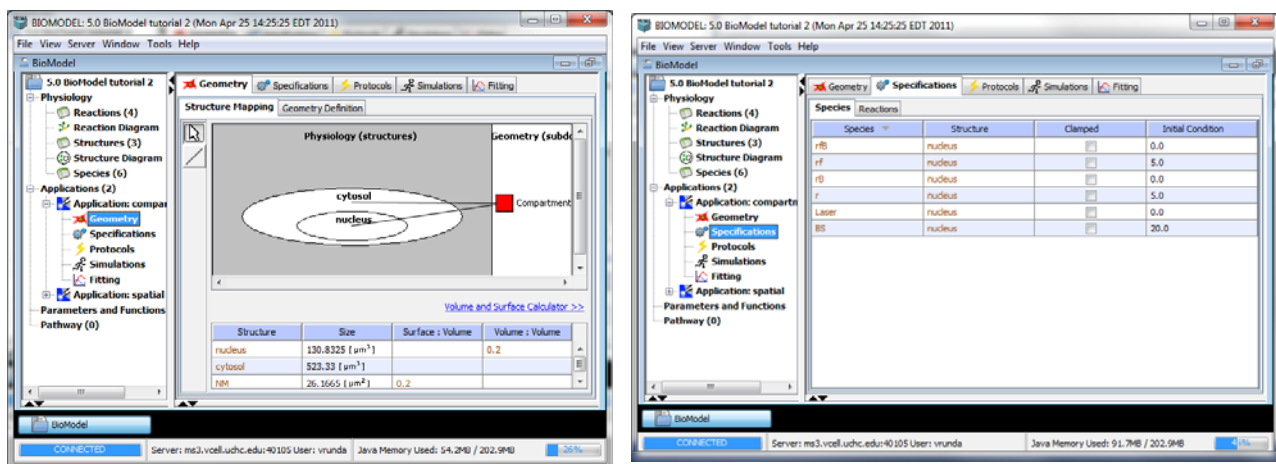 BIOMODEL: 5.0 BioModel tutorial 2 (Mon Apr 25 14:25:25 EDT 2011)
File View Server Window Tools Help
BioModel
5.0 BioModel tutorial 2
Physiology
Reactions (4)
Reaction Diagram
Structures (3)
Structure Diagram
Species (6)
Applications (2)
Application: compar
Geometry
Specifications
Protocols
Simulations
Fitting
Application: spatial
Parameters and Functions
Pathway (0)
Geometry Specifications Protocols Simulations Fitting
Structure Mapping Geometry Definition
Physiology (structures) Geometry (subdo
cytosol
nucleus
Compartment
Volume and Surface Calculator >>
Structure Size Surface : Volume Volume : Volume
nucleus 130.8325 [µm³] 0.2
cytosol 523.33 [µm³]
NM 26.1665 [µm²] 0.2
BioModel
CONNECTED Server: ms3.vcell.uchc.edu:40105 User: vrunda Java Memory Used: 54.2MB / 202.9MB 26%
BIOMODEL: 5.0 BioModel tutorial 2 (Mon Apr 25 14:25:25 EDT 2011)
File View Server Window Tools Help
BioModel
5.0 BioModel tutorial 2
Physiology
Reactions (4)
Reaction Diagram
Structures (3)
Structure Diagram
Species (6)
Applications (2)
Application: compartn
Geometry
Specifications
Protocols
Simulations
Fitting
Application: spatial
Parameters and Functions
Pathway (0)
Geometry Specifications Protocols Simulations Fitting
Species Reactions
Species Structure Clamped Initial Condition
rfB nucleus 0.0
rf nucleus 5.0
rB nucleus 0.0
r nucleus 5.0
Laser nucleus 0.0
BS nucleus 20.0
BioModel
CONNECTED Server: ms3.vcell.uchc.edu:40105 User: vrunda Java Memory Used: 91.7MB / 202.9MB